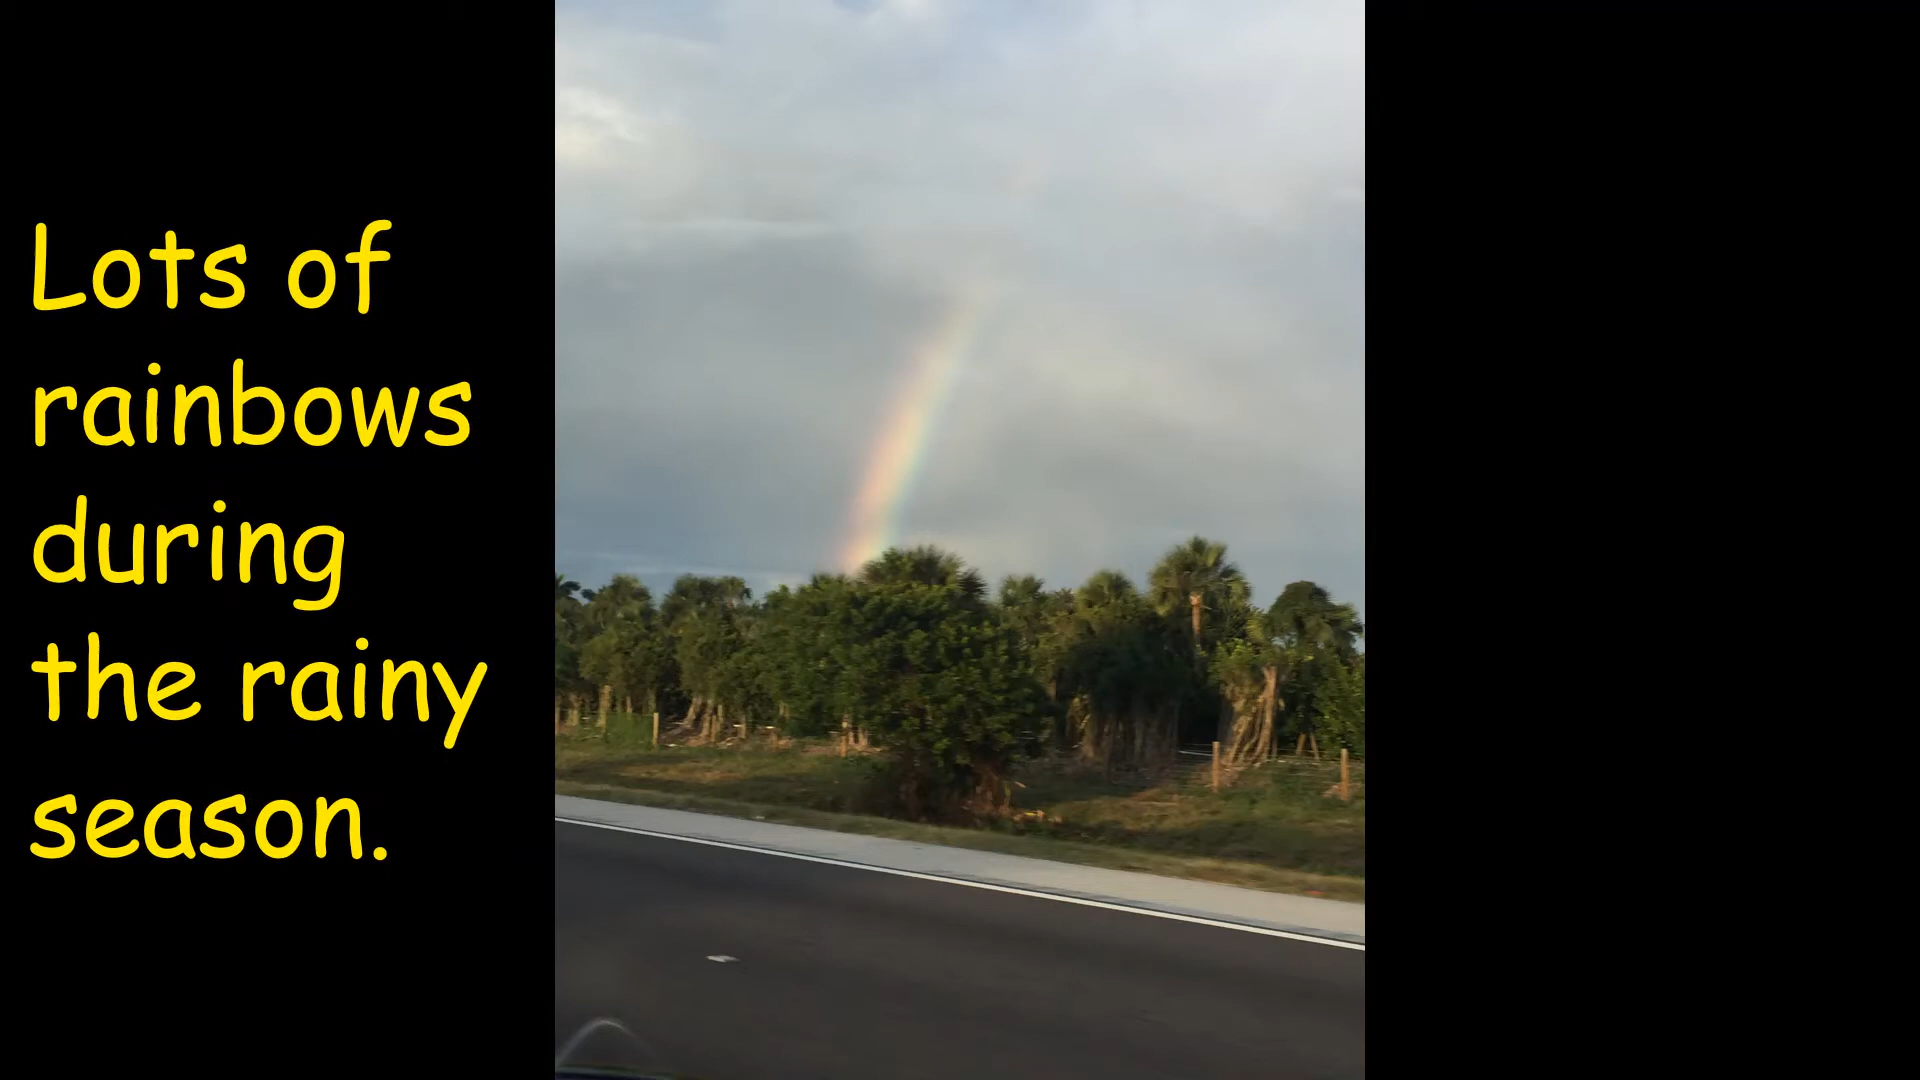 Lots of
rainbows
during
the rainy
season.